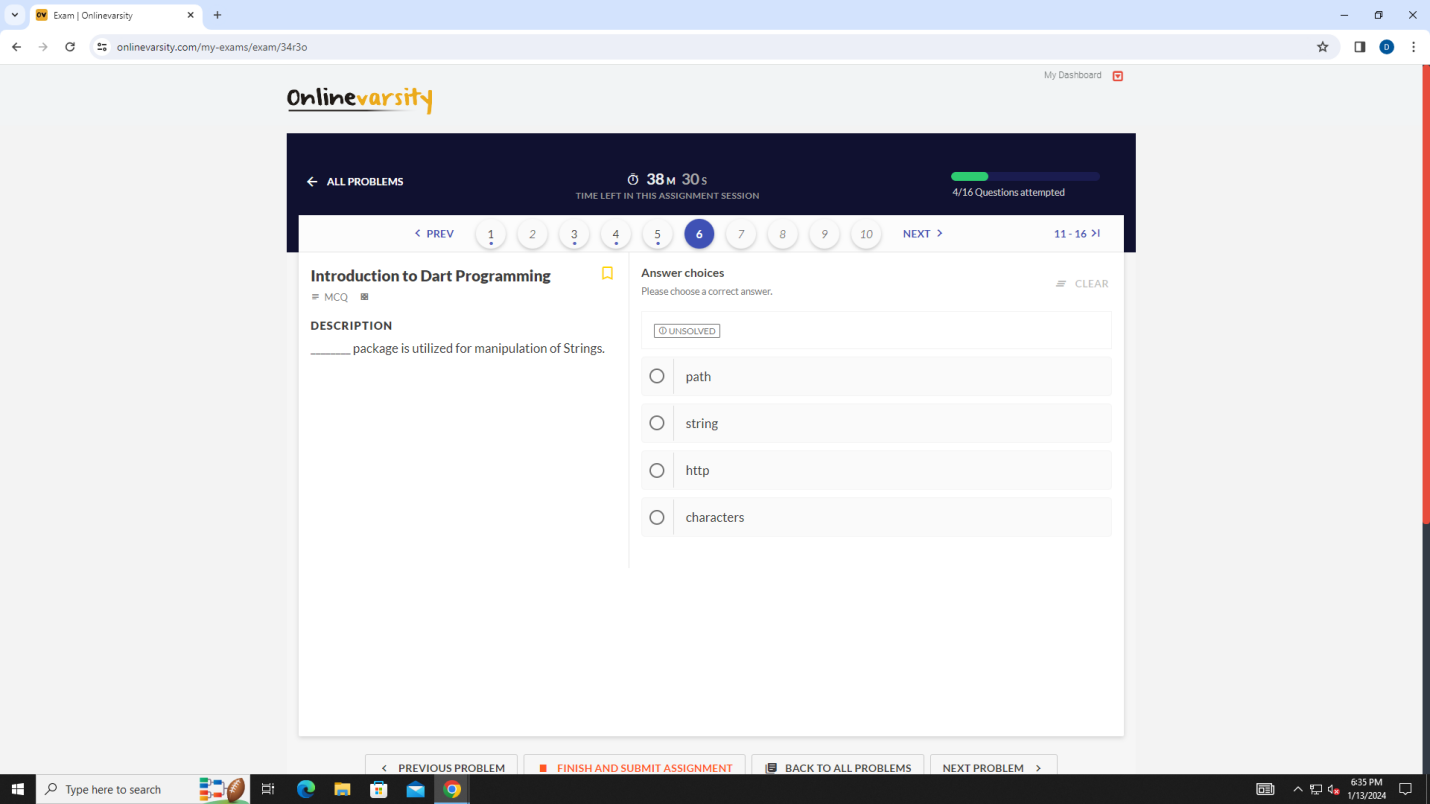 Exam | Onlinevarsity
onlinevarsity.com/my-exams/exam/34r3o
D
My Dashboard
Onlinevarsity
ALL PROBLEMS
38 M 30 S
TIME LEFT IN THIS ASSIGNMENT SESSION
4/16 Questions attempted
PREV 1 2 3 4 5 6 7 8 9 10 NEXT 11 - 16
Introduction to Dart Programming
MCQ
DESCRIPTION
_______ package is utilized for manipulation of Strings.
Answer choices
Please choose a correct answer.
CLEAR
UNSOLVED
path
string
http
characters
PREVIOUS PROBLEM FINISH AND SUBMIT ASSIGNMENT BACK TO ALL PROBLEMS NEXT PROBLEM
Type here to search
6:35 PM
1/13/2024